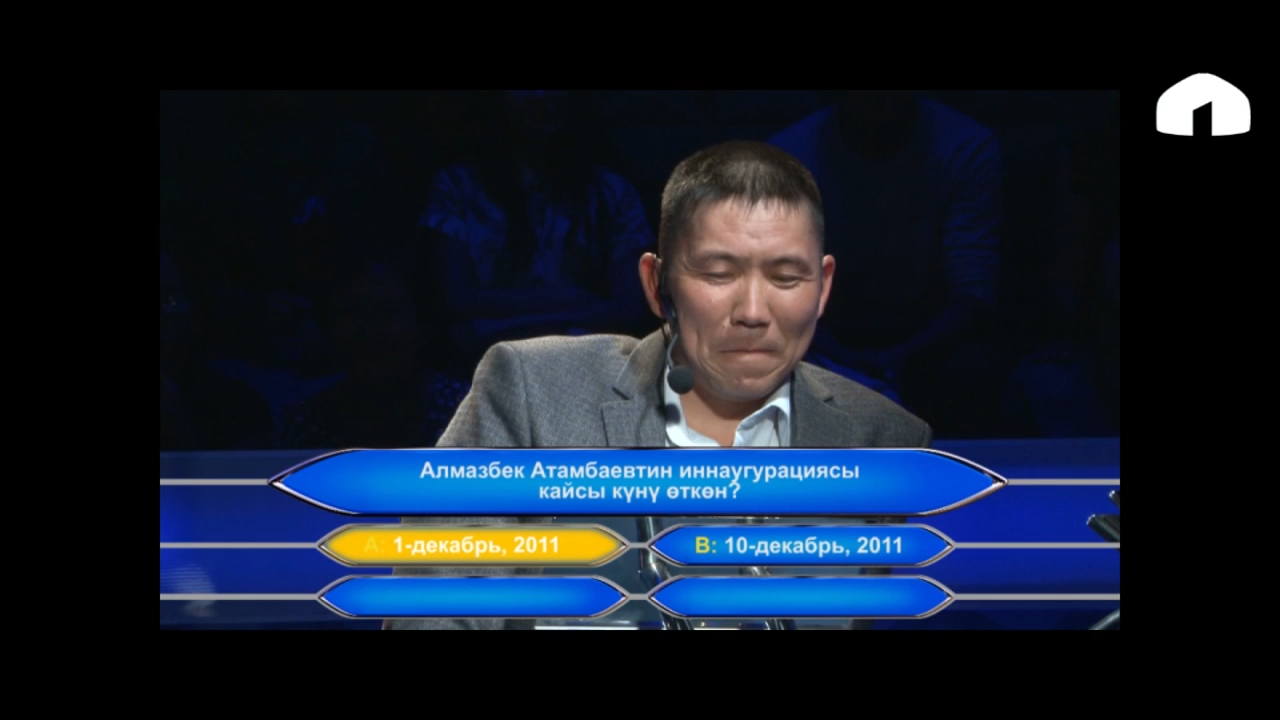 Алмазбек Атамбаевтин иннаугурациясы
кайсы күнү өткөн?
A: 1-декабрь, 2011
B: 10-декабрь, 2011